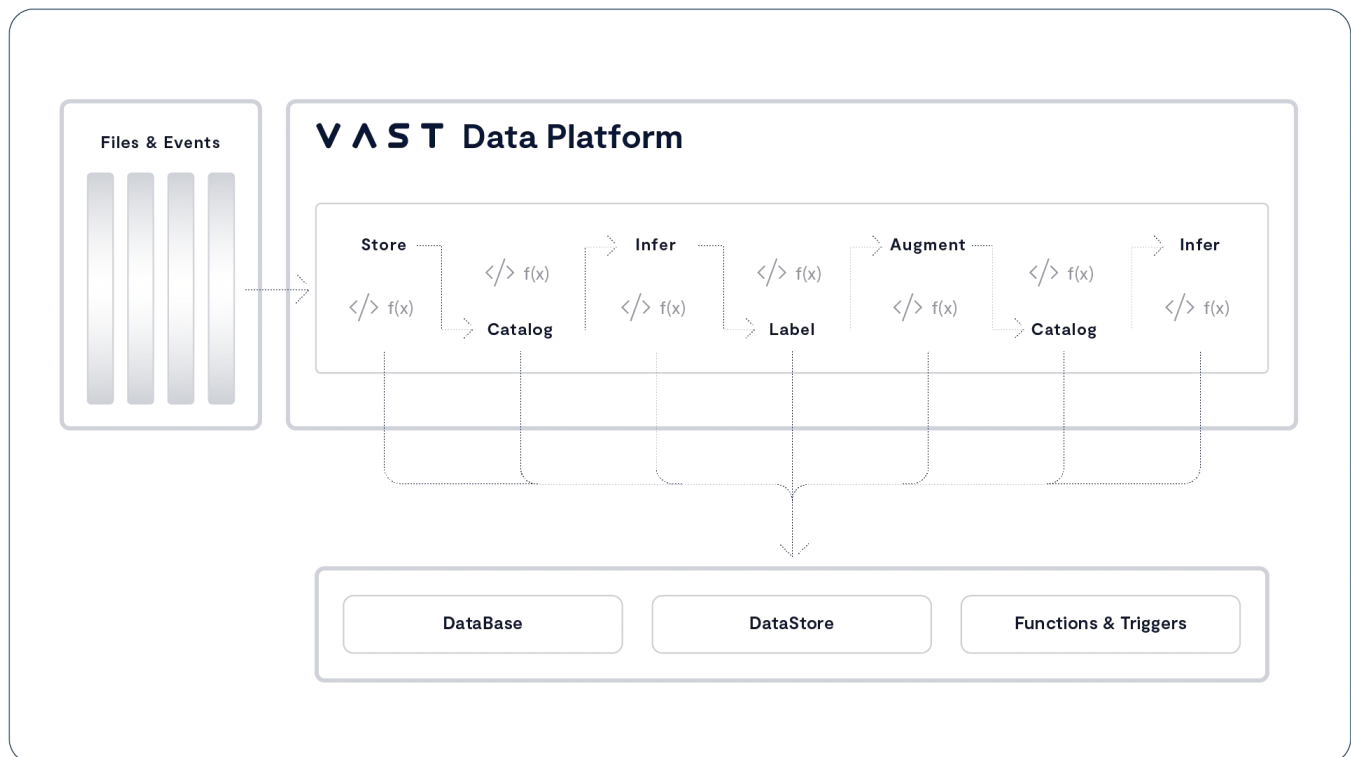 Files & Events
VAST Data Platform
Store
Infer
Augment
Infer
</> f(x)
</> f(x)
</> f(x)
</> f(x)
</> f(x)
</> f(x)
</> f(x)
Catalog
Label
Catalog
DataBase
DataStore
Functions & Triggers